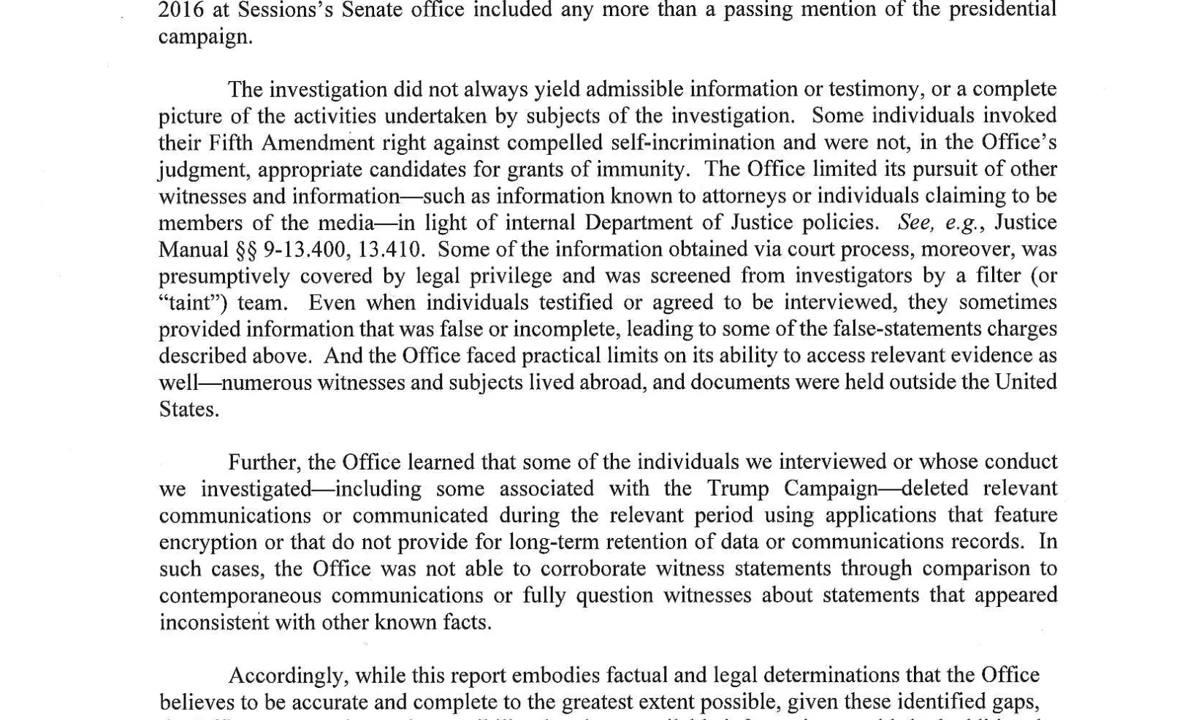 2016 at Sessions's Senate office included any more than a passing mention of the presidential
campaign.
The investigation did not always yield admissible information or testimony, or a complete
picture of the activities undertaken by subjects of the investigation. Some individuals invoked
their Fifth Amendment right against compelled self-incrimination and were not, in the Office's
judgment, appropriate candidates for grants of immunity. The Office limited its pursuit of other
witnesses and information—such as information known to attorneys or individuals claiming to be
members of the media—in light of internal Department of Justice policies. See, e.g., Justice
Manual §§ 9-13.400, 13.410. Some of the information obtained via court process, moreover, was
presumptively covered by legal privilege and was screened from investigators by a filter (or
“taint”) team. Even when individuals testified or agreed to be interviewed, they sometimes
provided information that was false or incomplete, leading to some of the false-statements charges
described above. And the Office faced practical limits on its ability to access relevant evidence as
well—numerous witnesses and subjects lived abroad, and documents were held outside the United
States.
Further, the Office learned that some of the individuals we interviewed or whose conduct
we investigated—including some associated with the Trump Campaign—deleted relevant
communications or communicated during the relevant period using applications that feature
encryption or that do not provide for long-term retention of data or communications records. In
such cases, the Office was not able to corroborate witness statements through comparison to
contemporaneous communications or fully question witnesses about statements that appeared
inconsistent with other known facts.
Accordingly, while this report embodies factual and legal determinations that the Office
believes to be accurate and complete to the greatest extent possible, given these identified gaps,